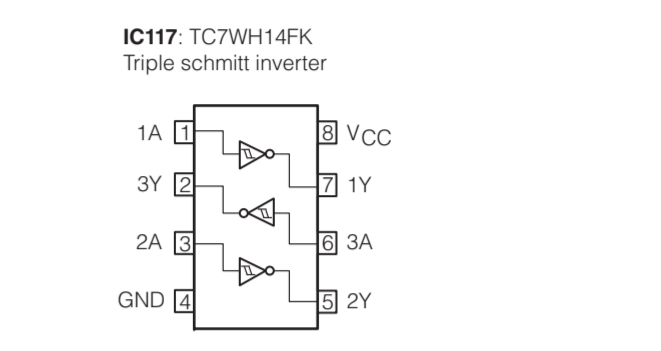 IC117: TC7WH14FK
Triple schmitt inverter
1A 1 8 VCC
3Y 2 7 1Y
2A 3 6 3A
GND 4 5 2Y